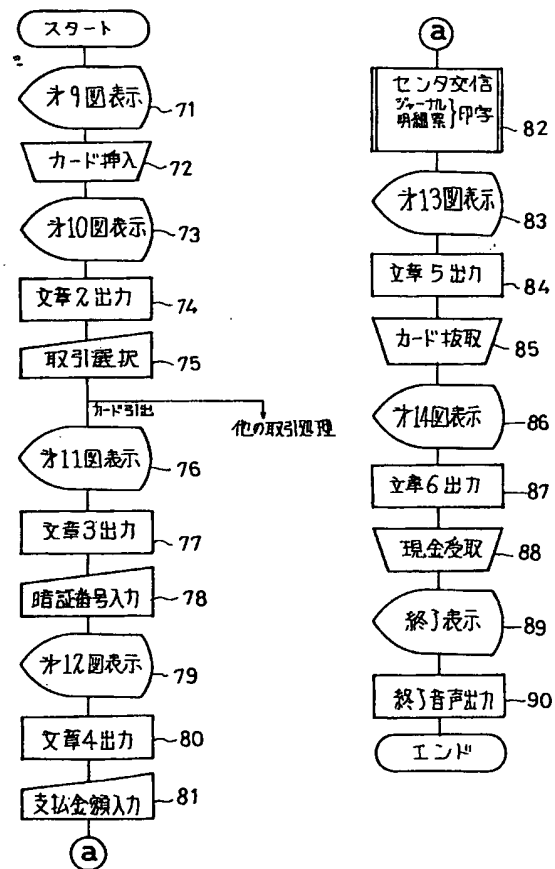 スタート
才9図表示
71
カード挿入
72
才10図表示
73
文章2出力
74
取引選択
75
カード引出
他の取引処理
才11図表示
76
文章3出力
77
暗証番号入力
78
才12図表示
79
文章4出力
80
支払金額入力
81
a
a
センタ交信
ジャーナル
明細票}印字
82
才13図表示
83
文章5出力
84
カード抜取
85
才14図表示
86
文章6出力
87
現金受取
88
終了表示
89
終了音声出力
90
エンド